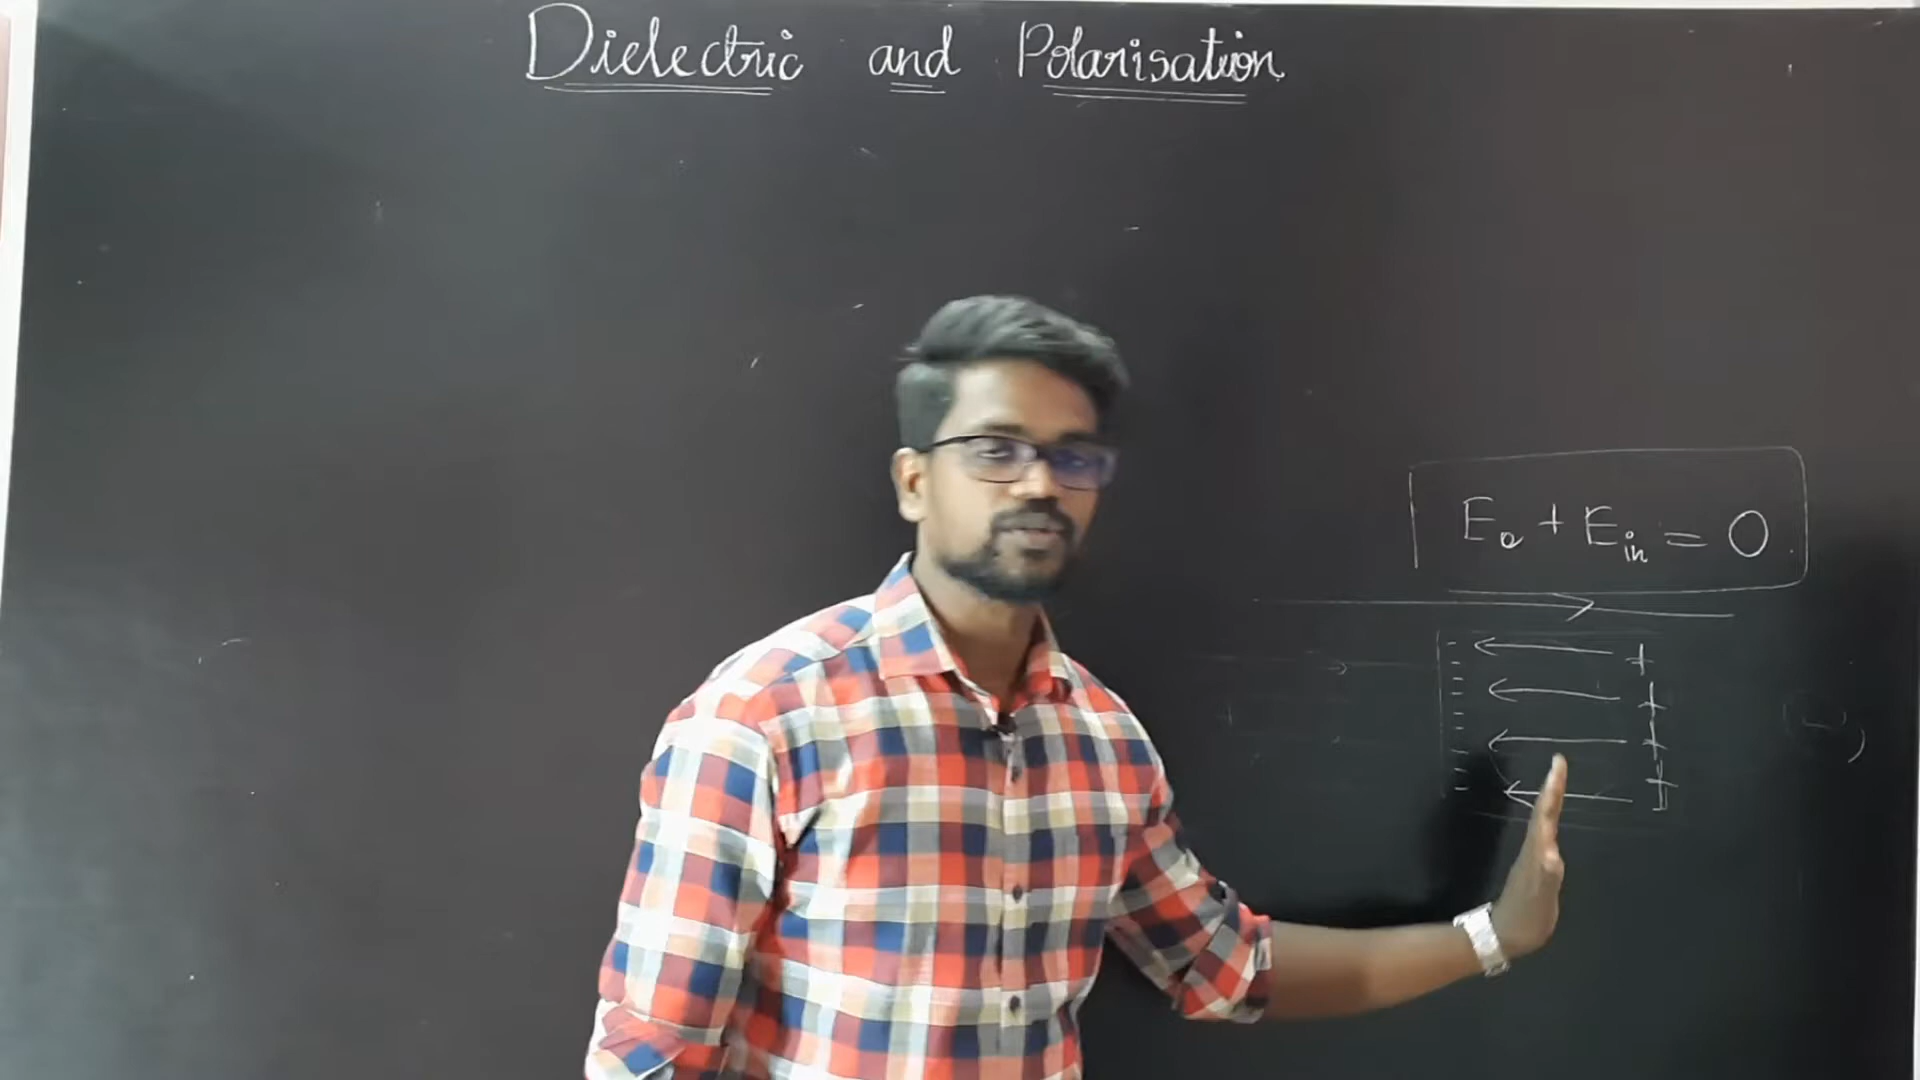 Dielectric and Polarisation
E₀ + Eᵢₙ = 0
- +
- +
- +
- +